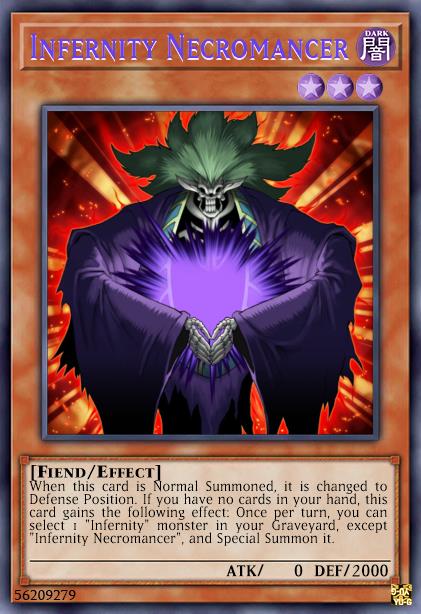 INFERNITY NECROMANCER
DARK
闇
[FIEND/EFFECT]
When this card is Normal Summoned, it is changed to
Defense Position. If you have no cards in your hand, this
card gains the following effect: Once per turn, you can
select 1 "Infernity" monster in your Graveyard, except
"Infernity Necromancer", and Special Summon it.
ATK/ 0 DEF/2000
56209279